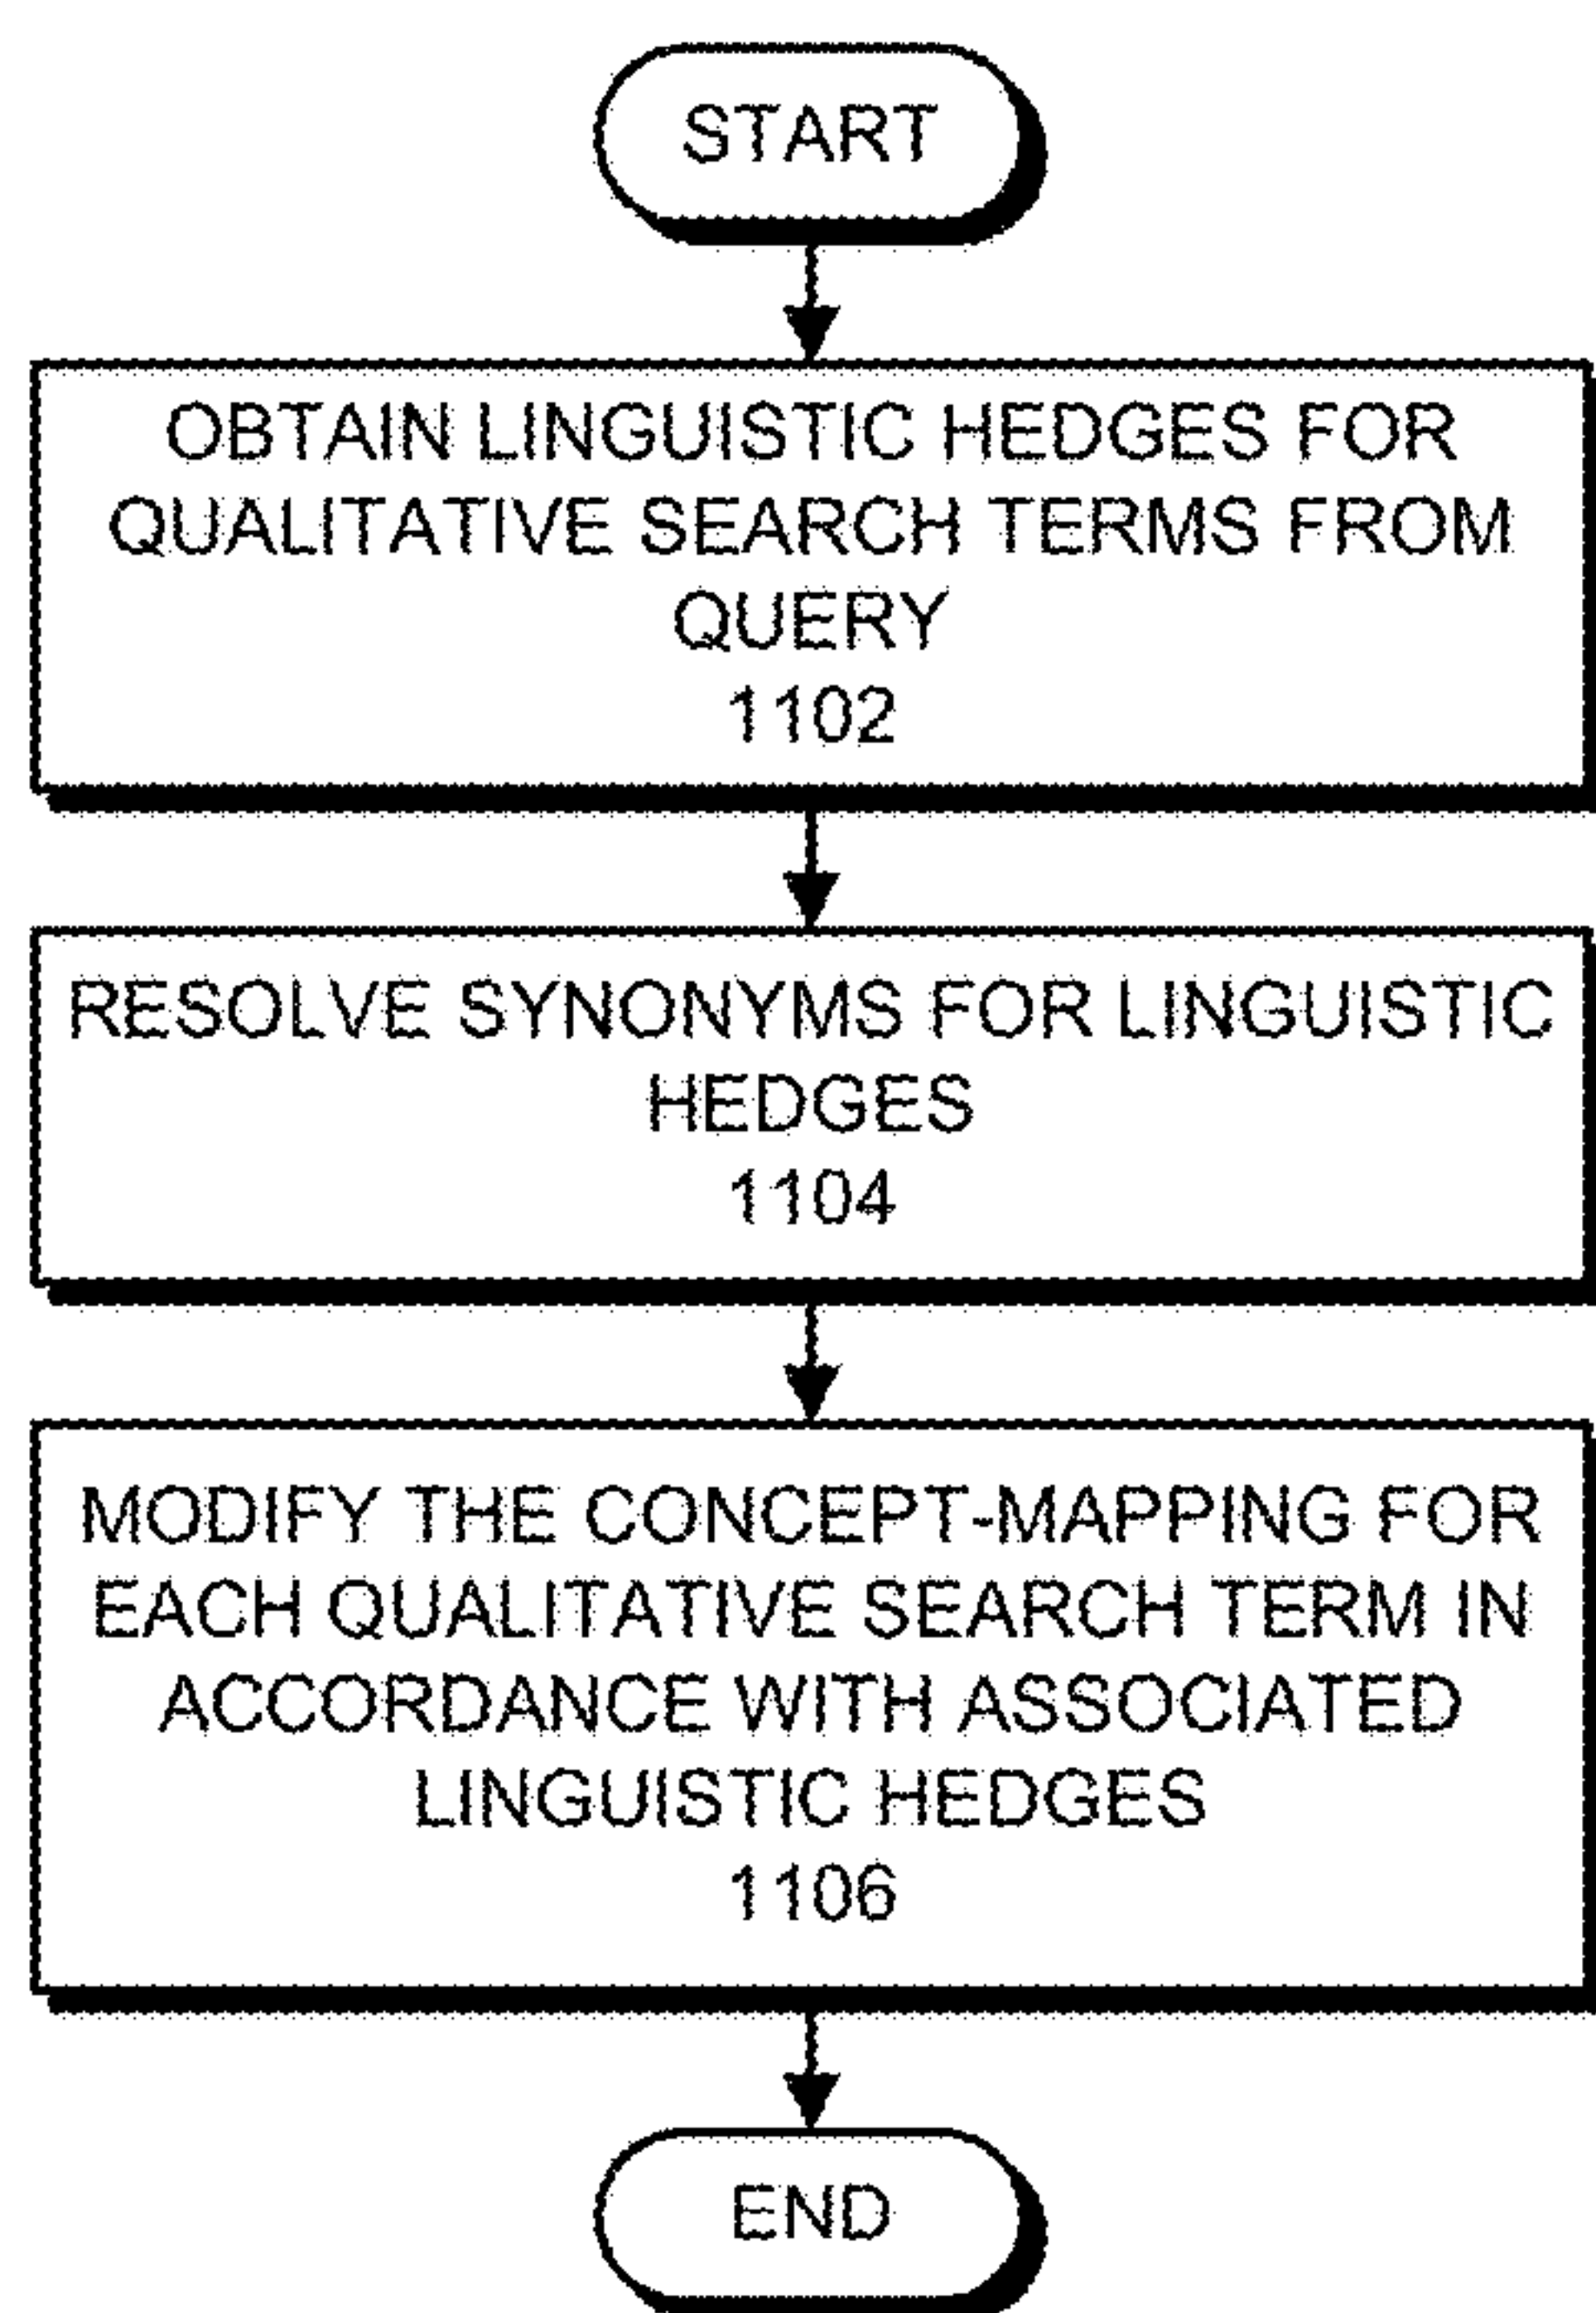 START
OBTAIN LINGUISTIC HEDGES FOR
QUALITATIVE SEARCH TERMS FROM
QUERY
1102
RESOLVE SYNONYMS FOR LINGUISTIC
HEDGES
1104
MODIFY THE CONCEPT-MAPPING FOR
EACH QUALITATIVE SEARCH TERM IN
ACCORDANCE WITH ASSOCIATED
LINGUISTIC HEDGES
1106
END